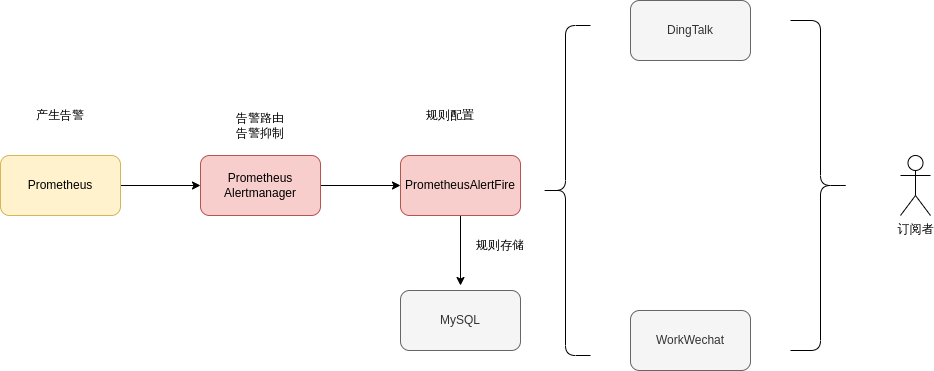 DingTalk
产生告警
告警路由
告警抑制
规则配置
Prometheus
Prometheus
Alertmanager
PrometheusAlertFire
订阅者
规则存储
MySQL
WorkWechat